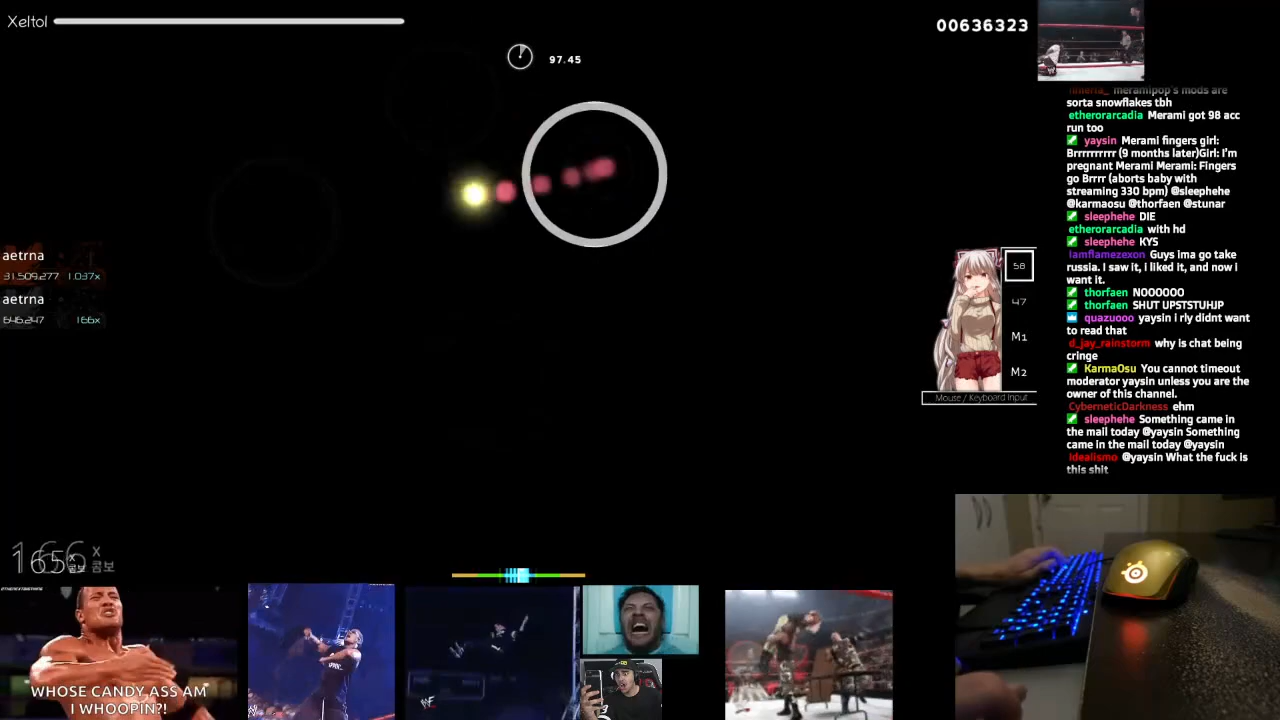 Xeltol
97.45
00636323
sorta snowflakes tbh
etherorarcadia Merami got 98 acc
run too
yaysin Merami fingers girl:
Brrrrrrrrr (9 months later)Girl: I'm
pregnant Merami Merami: Fingers
go Brrr (aborts baby with
streaming 330 bpm) @sleephehe
@karmaosu @thorfaen @stunar
sleephehe DIE
etherorarcadia with hd
sleephehe KYS
Iamflamezexon Guys ima go take
russia. I saw it, i liked it, and now i
want it.
thorfaen NOOOOOO
thorfaen SHUT UPSTSTUHJP
quazuooo yaysin i rly didnt want
to read that
d_jay_rainstorm why is chat being
cringe
KarmaOsu You cannot timeout
moderator yaysin unless you are the
owner of this channel.
CyberneticDarkness ehm
sleephehe Something came in
the mail today @yaysin Something
came in the mail today @yaysin
Idealismo @yaysin What the fuck is
this shit
aetrna
31,509,277 1,037x
aetrna
646,247 166x
58
47
M1
M2
Mouse / Keyboard Input
콤보
WHOSE CANDY ASS AM
I WHOOPIN?!